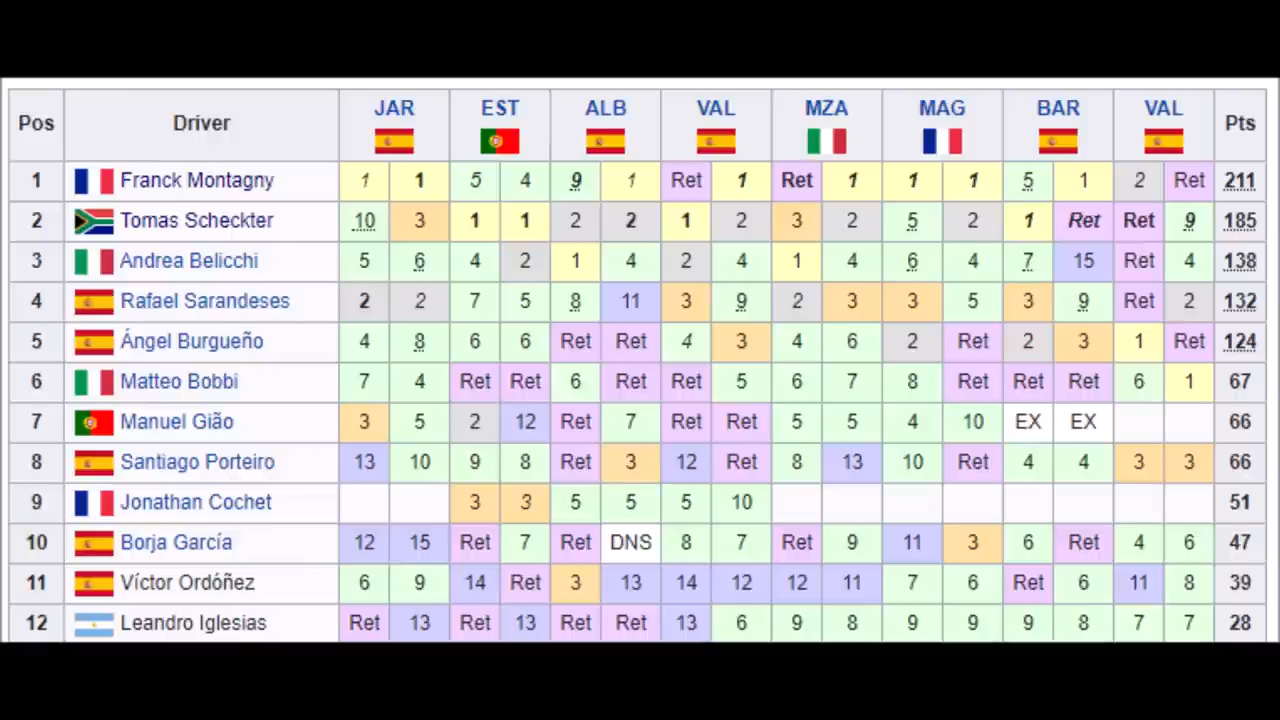 Pos Driver JAR EST ALB VAL MZA MAG BAR VAL Pts
1 Franck Montagny 1 1 5 4 9 1 Ret 1 Ret 1 1 1 5 1 2 Ret 211
2 Tomas Scheckter 10 3 1 1 2 2 1 2 3 2 5 2 1 Ret Ret 9 185
3 Andrea Belicchi 5 6 4 2 1 4 2 4 1 4 6 4 7 15 Ret 4 138
4 Rafael Sarandeses 2 2 7 5 8 11 3 9 2 3 3 5 3 9 Ret 2 132
5 Ángel Burgueño 4 8 6 6 Ret Ret 4 3 4 6 2 Ret 2 3 1 Ret 124
6 Matteo Bobbi 7 4 Ret Ret 6 Ret Ret 5 6 7 8 Ret Ret Ret 6 1 67
7 Manuel Gião 3 5 2 12 Ret 7 Ret Ret 5 5 4 10 EX EX 66
8 Santiago Porteiro 13 10 9 8 Ret 3 12 Ret 8 13 10 Ret 4 4 3 3 66
9 Jonathan Cochet 3 3 5 5 5 10 51
10 Borja García 12 15 Ret 7 Ret DNS 8 7 Ret 9 11 3 6 Ret 4 6 47
11 Víctor Ordóñez 6 9 14 Ret 3 13 14 12 12 11 7 6 Ret 6 11 8 39
12 Leandro Iglesias Ret 13 Ret 13 Ret Ret 13 6 9 8 9 9 9 8 7 7 28